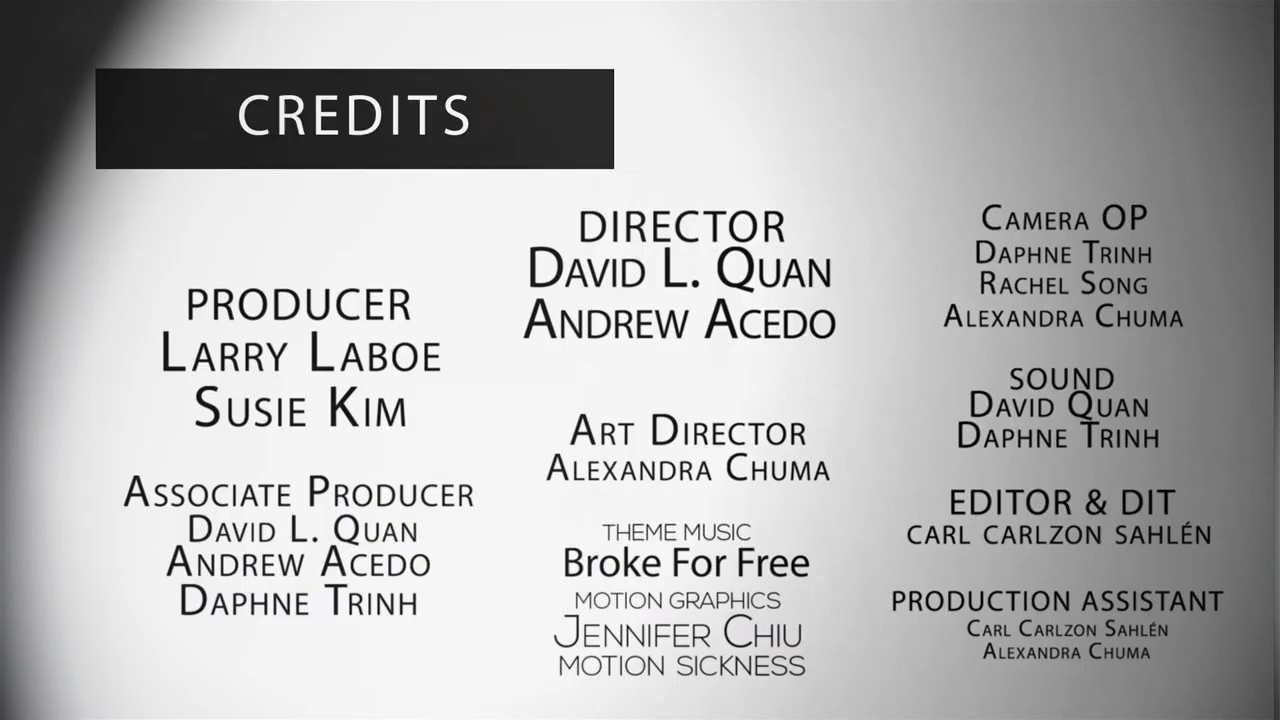 CREDITS
PRODUCER
LARRY LABOE
SUSIE KIM
ASSOCIATE PRODUCER
DAVID L. QUAN
ANDREW ACEDO
DAPHNE TRINH
DIRECTOR
DAVID L. QUAN
ANDREW ACEDO
ART DIRECTOR
ALEXANDRA CHUMA
THEME MUSIC
Broke For Free
MOTION GRAPHICS
JENNIFER CHIU
MOTION SICKNESS
CAMERA OP
DAPHNE TRINH
RACHEL SONG
ALEXANDRA CHUMA
SOUND
DAVID QUAN
DAPHNE TRINH
EDITOR & DIT
CARL CARLZON SAHLÉN
PRODUCTION ASSISTANT
CARL CARLZON SAHLÉN
ALEXANDRA CHUMA